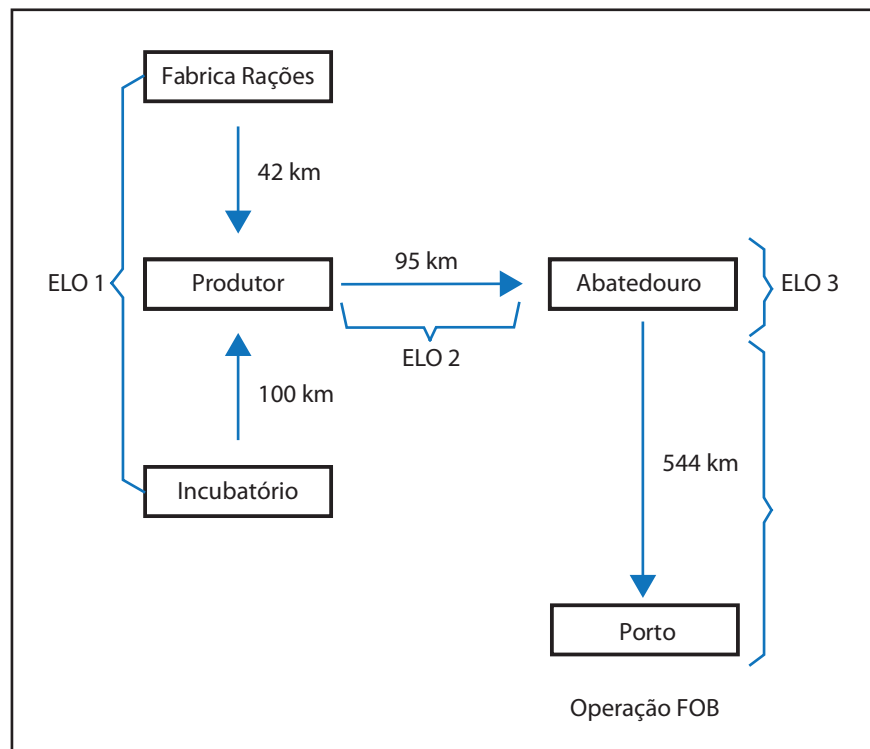 Fabrica Rações
42 km
ELO 1
Produtor
95 km
ELO 2
Abatedouro
ELO 3
100 km
Incubatório
544 km
Porto
Operação FOB